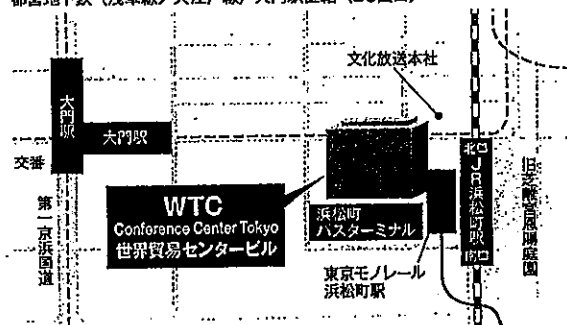 文化放送本社
大門駅
大門駅
交番
第一京浜国道
WTC
Conference Center Tokyo
世界貿易センタービル
浜松町
バスターミナル
東京モノレール
浜松町駅
北口
JR浜松町駅
南口